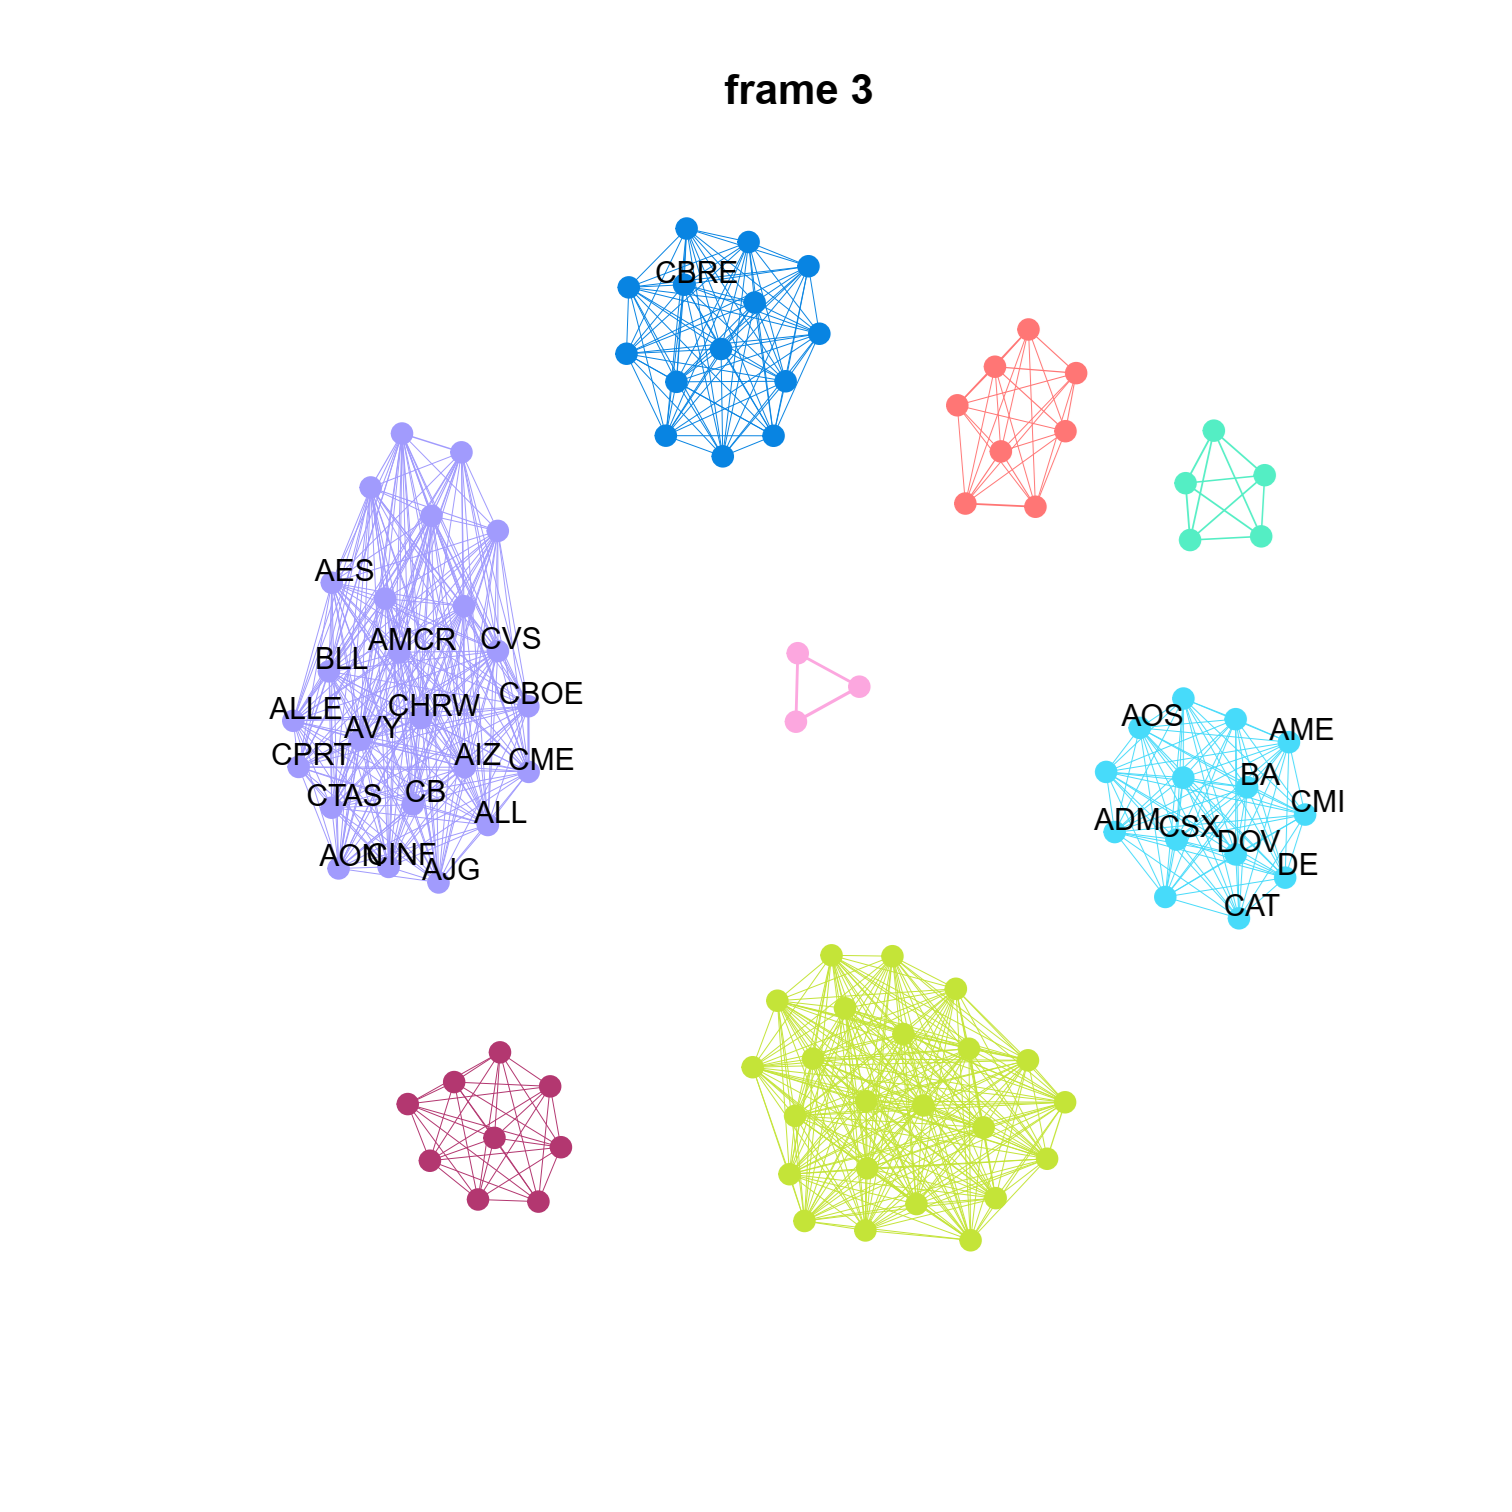 frame 3
CBRE
AES
AMCR
CVS
BLL
CBOE
ALLE
CHRW
AVY
CPRT
AIZ
CME
CTAS
CB
ALL
AON
CINF
AJG
AOS
AME
BA
CMI
ADM
CSX
DOV
DE
CAT